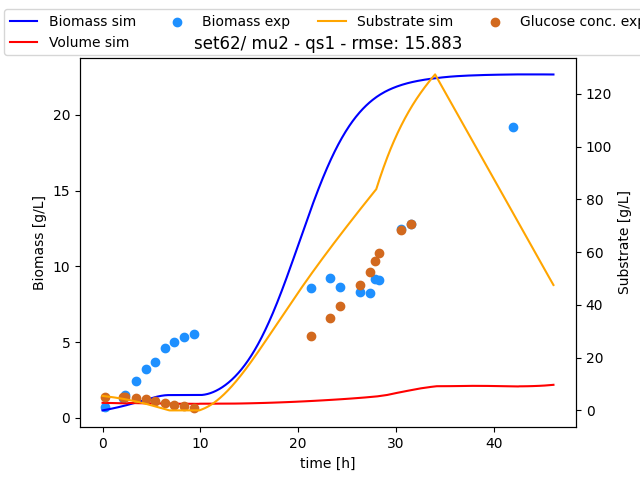 Biomass sim Biomass exp Substrate sim Glucose conc. exp
Volume sim
set62/ mu2 - qs1 - rmse: 15.883
20
15
10
5
0
120
100
80
60
40
20
0
Biomass [g/L]
Substrate [g/L]
0 10 20 30 40
time [h]